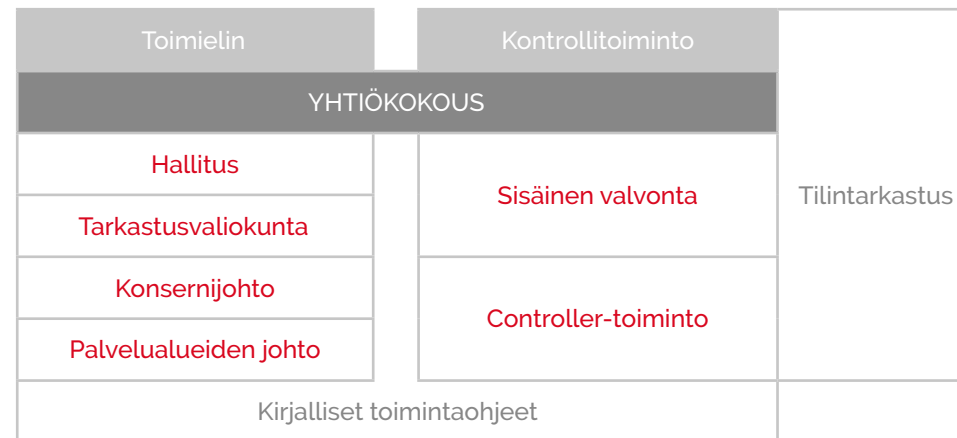 Toimielin
Kontrollitoiminto
YHTIÖKOKOUS
Hallitus
Tarkastusvaliokunta
Konsernijohto
Palvelualueiden johto
Sisäinen valvonta
Controller-toiminto
Tilintarkastus
Kirjalliset toimintaohjeet